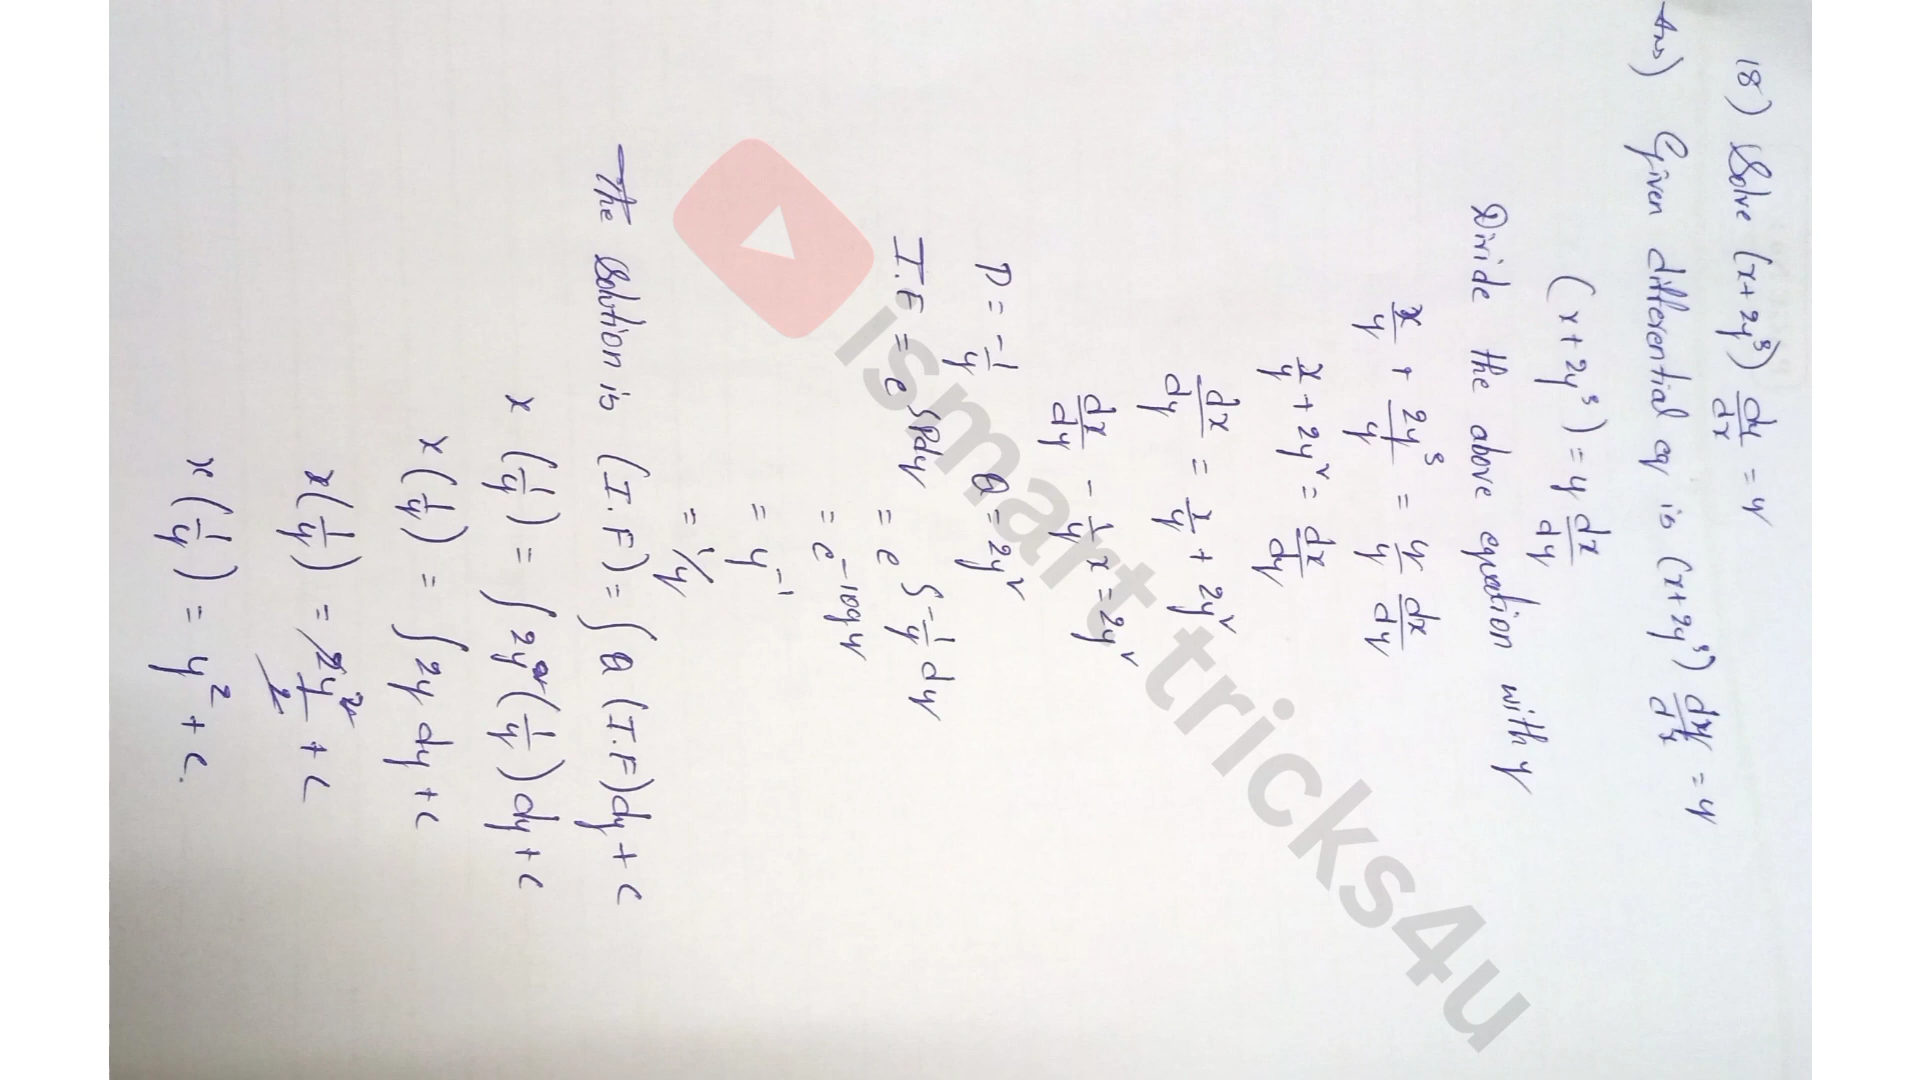 18) Solve (x+2y³) dy/dx = y
Ans) Given differential eq is (x+2y³) dy/dx = y
(x+2y³) = y dx/dy
Divide the above equation with y
x/y + 2y³/y = y/y dx/dy
x/y + 2y² = dx/dy
dx/dy = x/y + 2y²
dx/dy - 1/y x = 2y²
P = -1/y Q = 2y²
I.F = e^∫Pdy = e^∫-1/y dy
= e^-log y
= y^-1
= 1/y
The Solution is (I.F) = ∫ Q (I.F)dy + c
x (1/y) = ∫ 2y² (1/y) dy + c
x (1/y) = ∫ 2y dy + c
x (1/y) = 2y²/2 + c
x (1/y) = y² + c.
ismart tricks4u